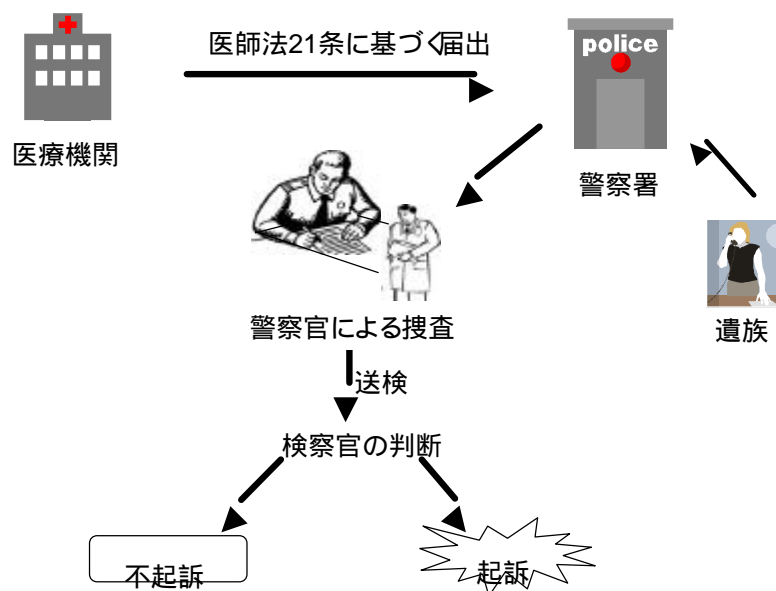 医師法21条に基づく届出
police
医療機関
警察署
遺族
警察官による捜査
送検
検察官の判断
不起訴
起訴